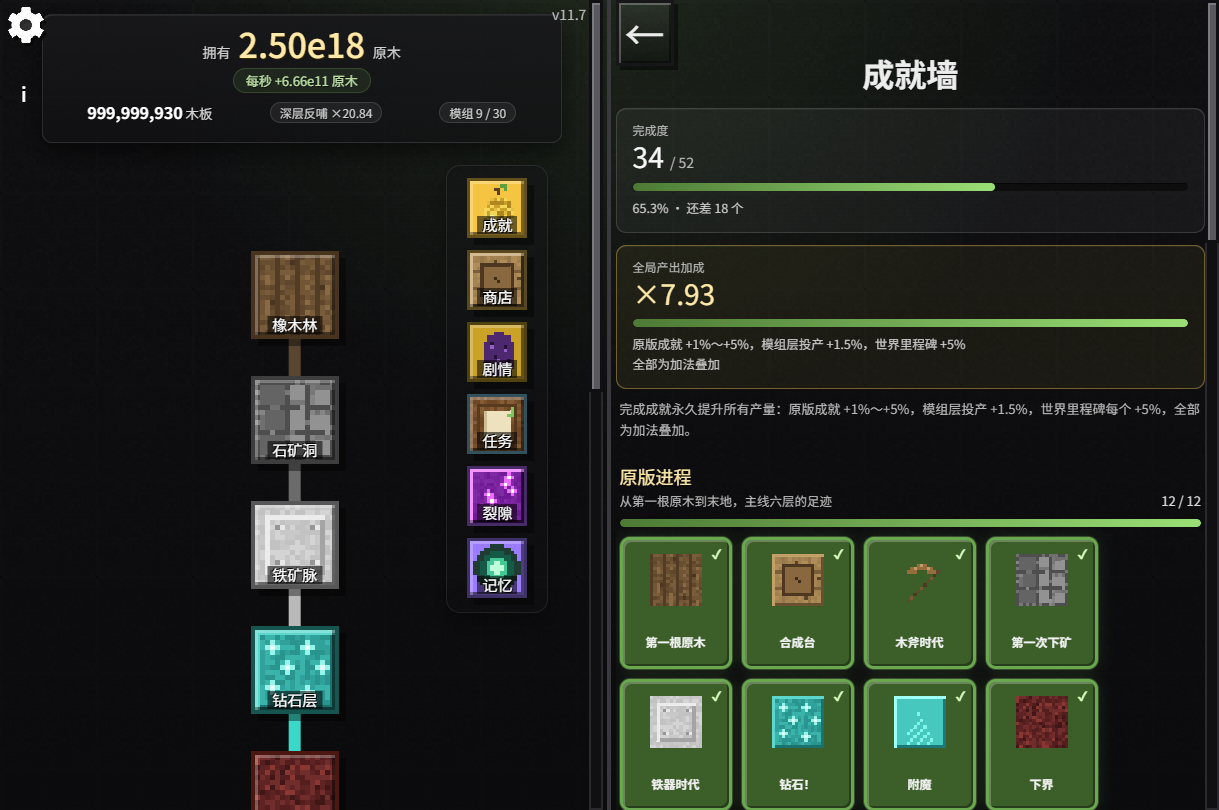 v11.7
拥有 2.50e18 原木
每秒 +6.66e11 原木
999,999,930 木板
深层反哺 ×20.84
模组 9 / 30
i
成就
商店
剧情
任务
裂隙
记忆
橡木林
石矿洞
铁矿脉
钻石层
←
成就墙
完成度
34 / 52
65.3% · 还差 18 个
全局产出加成
×7.93
原版成就 +1%～+5%，模组层投产 +1.5%，世界里程碑 +5%
全部为加法叠加
完成成就永久提升所有产量：原版成就 +1%～+5%，模组层投产 +1.5%，世界里程碑每个 +5%，全部
为加法叠加。
原版进程
从第一根原木到末地，主线六层的足迹
12 / 12
✓ ✓ ✓ ✓
第一根原木
合成台
木斧时代
第一次下矿
✓ ✓ ✓ ✓
铁器时代
钻石！
附魔
下界